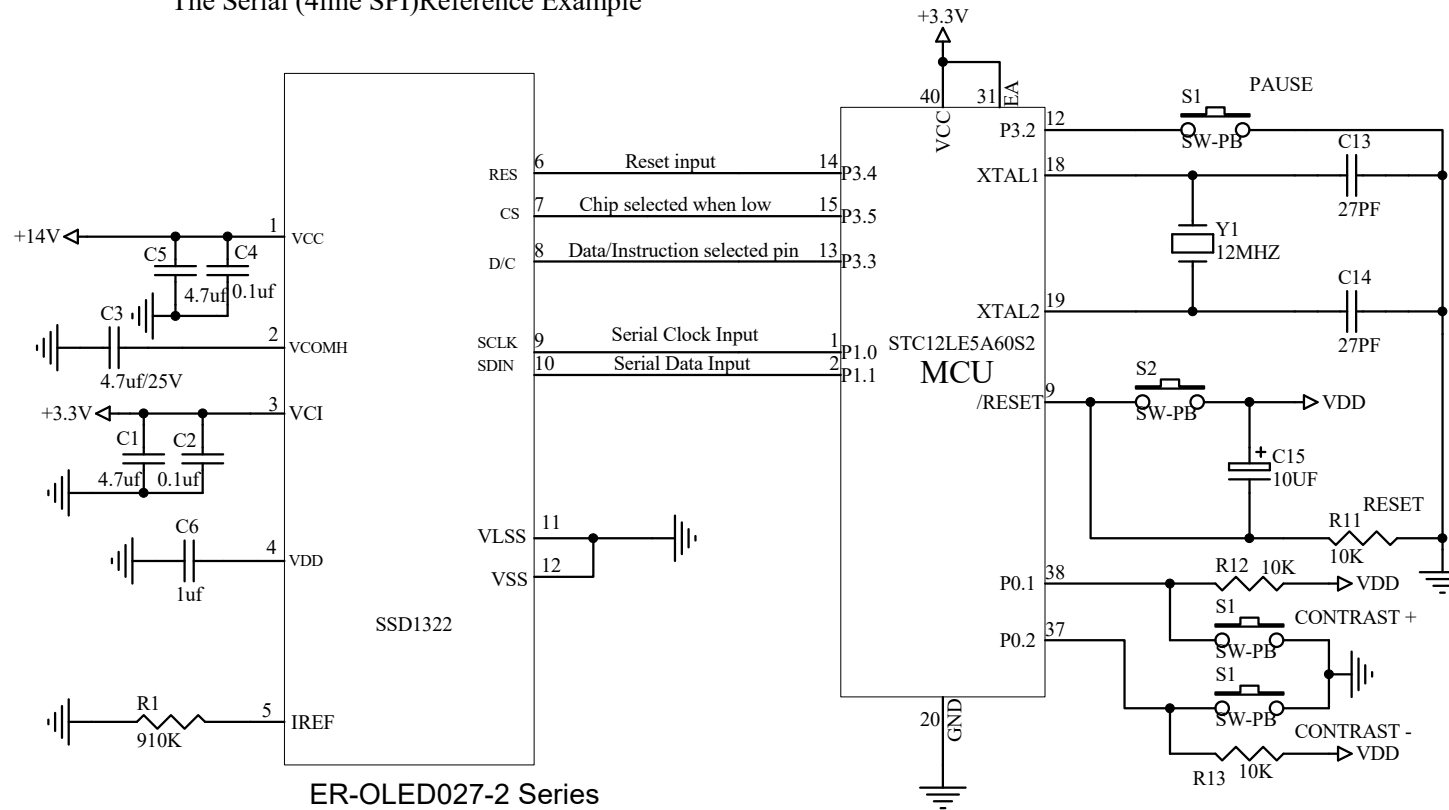 The Serial (4line SPI)Reference Example
+3.3V
40
VCC
31
EA
S1
PAUSE
SW-PB
P3.2
12
6
RES
Reset input
14
P3.4
XTAL1
18
C13
27PF
7
CS
Chip selected when low
15
P3.5
+14V
1
VCC
C5
C4
4.7uf
0.1uf
8
D/C
Data/Instruction selected pin
13
P3.3
Y1
12MHZ
C14
27PF
XTAL2
19
C3
4.7uf/25V
2
VCOMH
SCLK
9
Serial Clock Input
1
P1.0
STC12LE5A60S2
MCU
SDIN
10
Serial Data Input
2
P1.1
+3.3V
3
VCI
C1
C2
4.7uf
0.1uf
/RESET
9
S2
SW-PB
VDD
C15
+
10UF
RESET
R11
10K
C6
1uf
4
VDD
VLSS
11
VSS
12
P0.1
38
R12
10K
VDD
S1
CONTRAST +
SW-PB
P0.2
37
S1
SW-PB
CONTRAST -
VDD
R13
10K
SSD1322
R1
910K
5
IREF
20
GND
ER-OLED027-2 Series